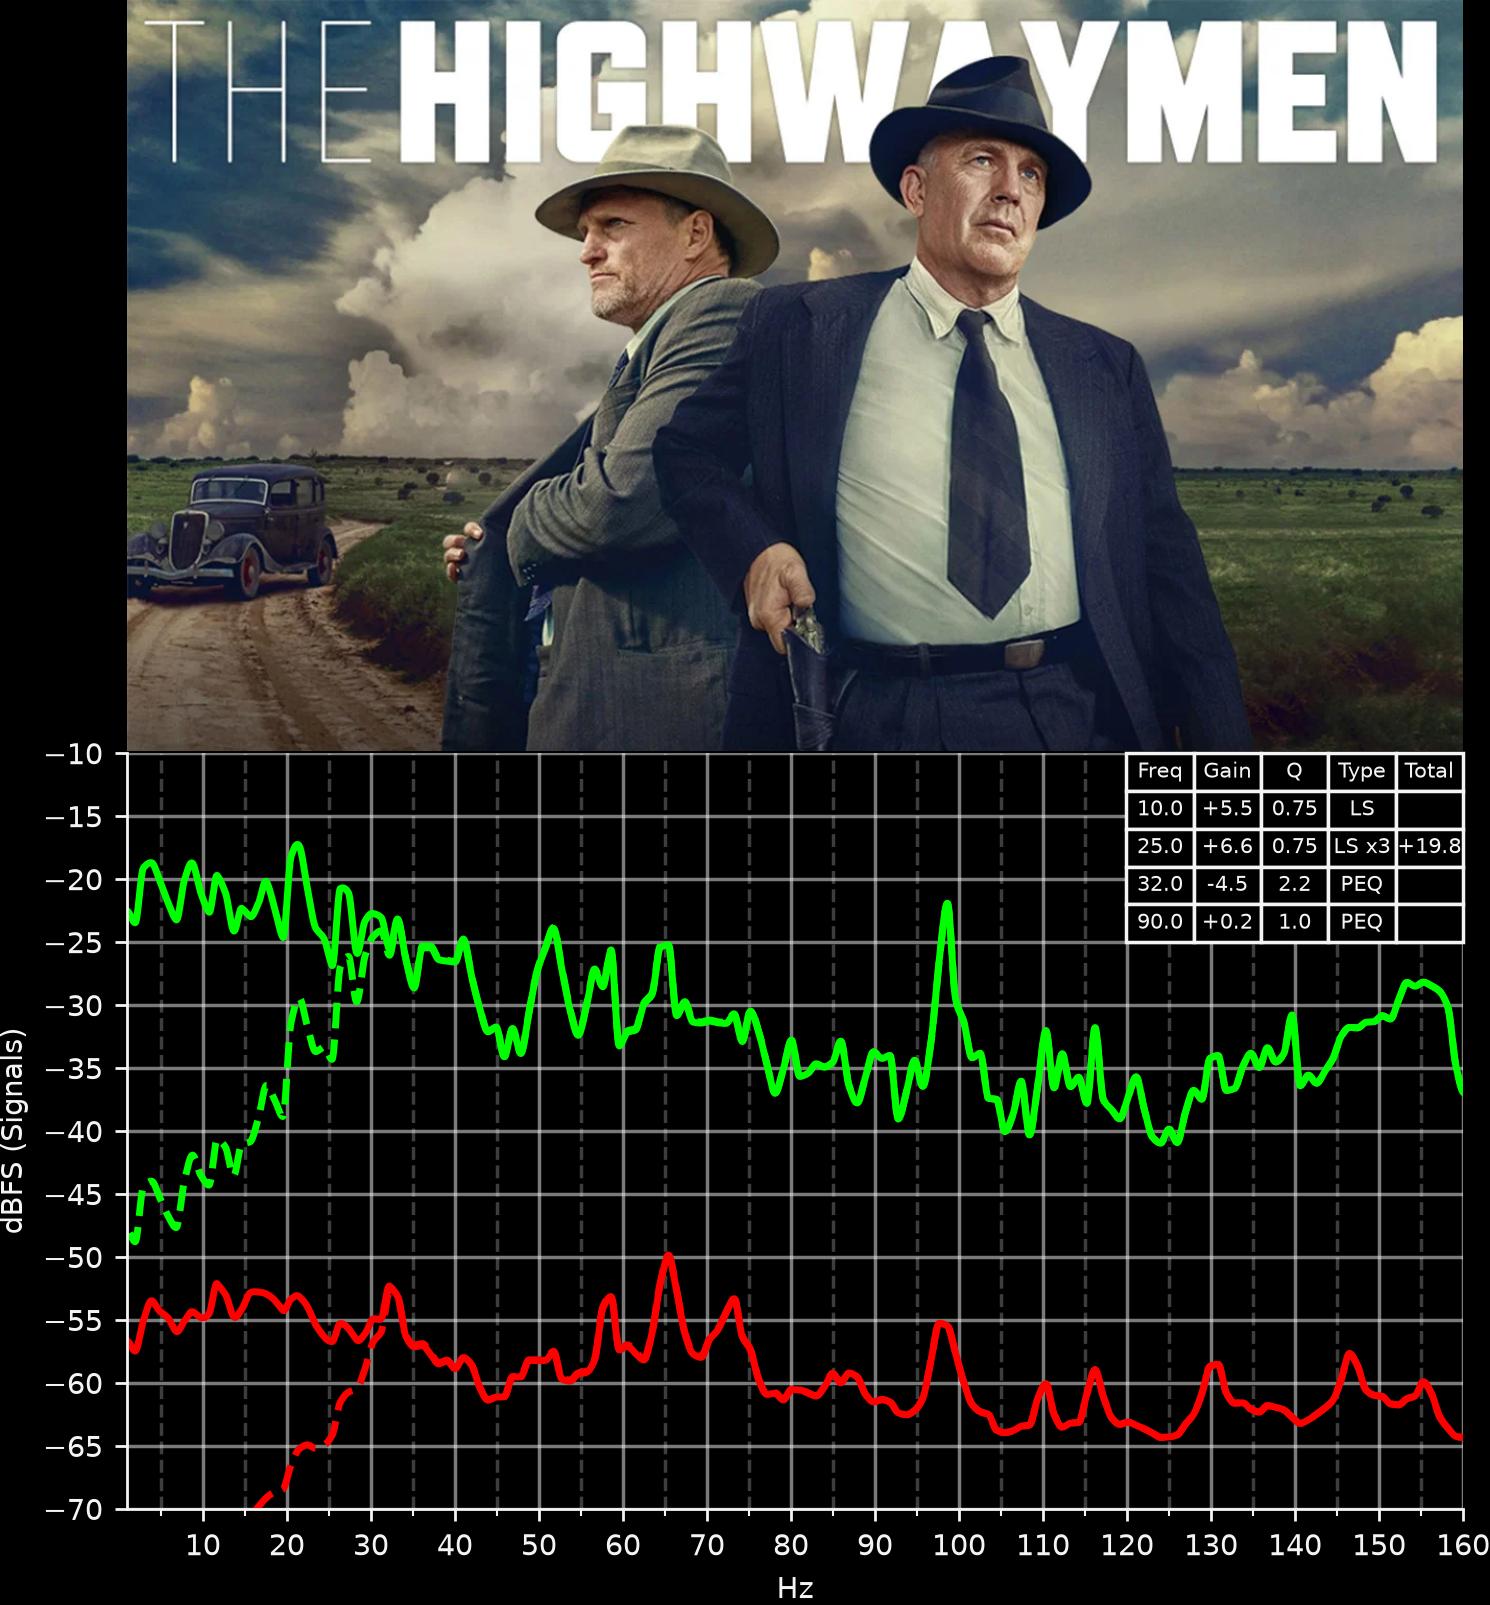 THE HIGHWAYMEN
Freq Gain Q Type Total
10.0 +5.5 0.75 LS
25.0 +6.6 0.75 LS x3 +19.8
32.0 -4.5 2.2 PEQ
90.0 +0.2 1.0 PEQ
−10
−15
−20
−25
−30
−35
−40
−45
−50
−55
−60
−65
−70
dBFS (Signals)
10 20 30 40 50 60 70 80 90 100 110 120 130 140 150 160
Hz